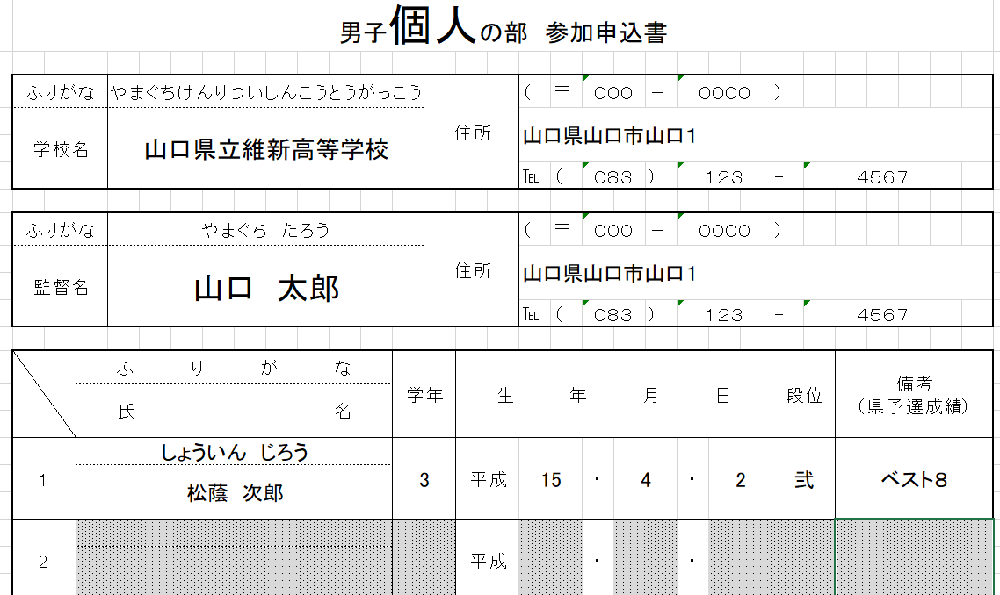 男子個人の部　参加申込書
ふりがな　やまぐちけんりついしんこうとうがっこう
学校名　山口県立維新高等学校
住所
（　〒　000　－　0000　）
山口県山口市山口1
℡　（　083　）　123　-　4567
ふりがな　やまぐち　たろう
監督名　山口　太郎
住所
（　〒　000　－　0000　）
山口県山口市山口1
℡　（　083　）　123　-　4567
ふ　り　が　な
氏　名
学年
生　年　月　日
段位
備考
（県予選成績）
しょういん　じろう
1　松蔭　次郎　3　平成　15　・　4　・　2　弐　ベスト8
2　平成　・　・